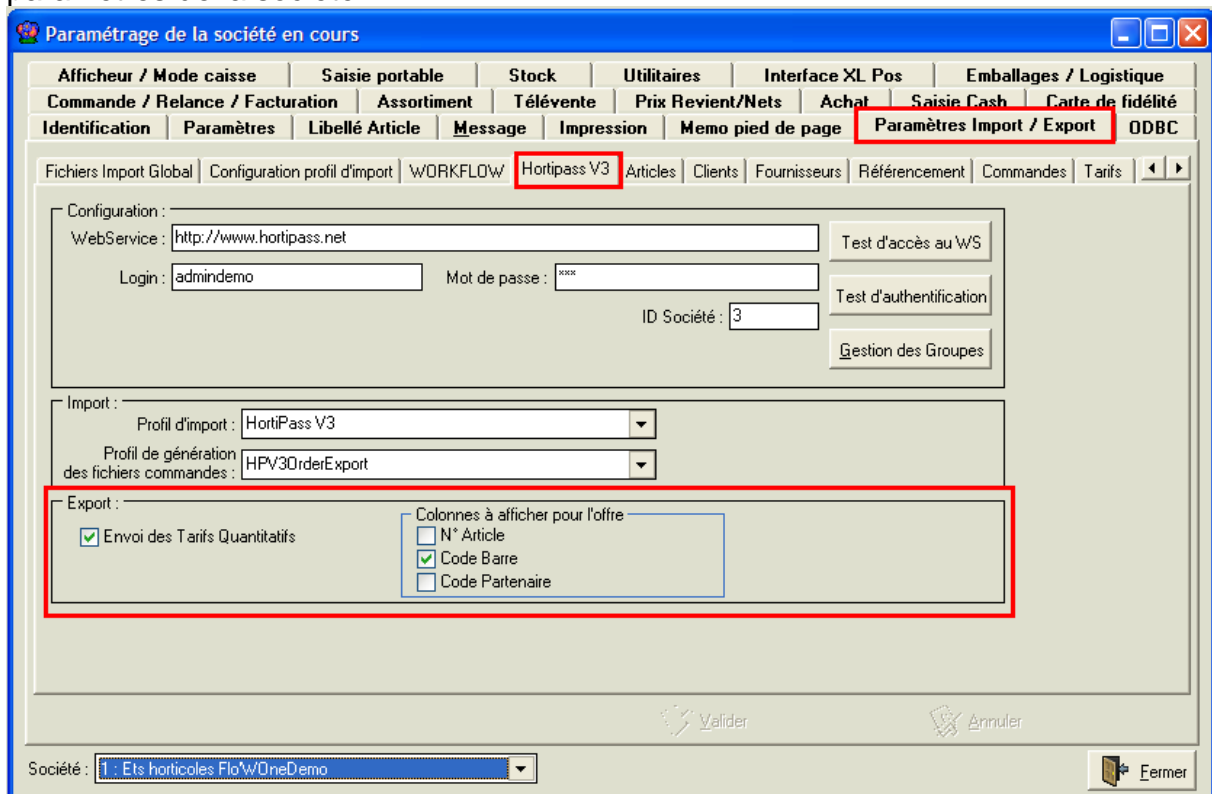 Paramétrage de la société en cours
Afficheur / Mode caisse Saisie portable Stock Utilitaires Interface XL Pos Emballages / Logistique
Commande / Relance / Facturation Assortiment Télévente Prix Revient/Nets Achat Saisie Cash Carte de fidélité
Identification Paramètres Libellé Article Message Impression Memo pied de page Paramètres Import / Export ODBC
Fichiers Import Global Configuration profil d'import WORKFLOW Hortipass V3 Articles Clients Fournisseurs Référencement Commandes Tarifs
Configuration :
WebService : http://www.hortipass.net Test d'accès au WS
Login : admindemo Mot de passe : ***
Test d'authentification
ID Société : 3
Gestion des Groupes
Import :
Profil d'import : HortiPass V3
Profil de génération
des fichiers commandes : HPV3OrderExport
Export :
Colonnes à afficher pour l'offre
Envoi des Tarifs Quantitatifs N° Article
Code Barre
Code Partenaire
Valider Annuler
Société : 1 : Ets horticoles Flo'WOneDemo Fermer